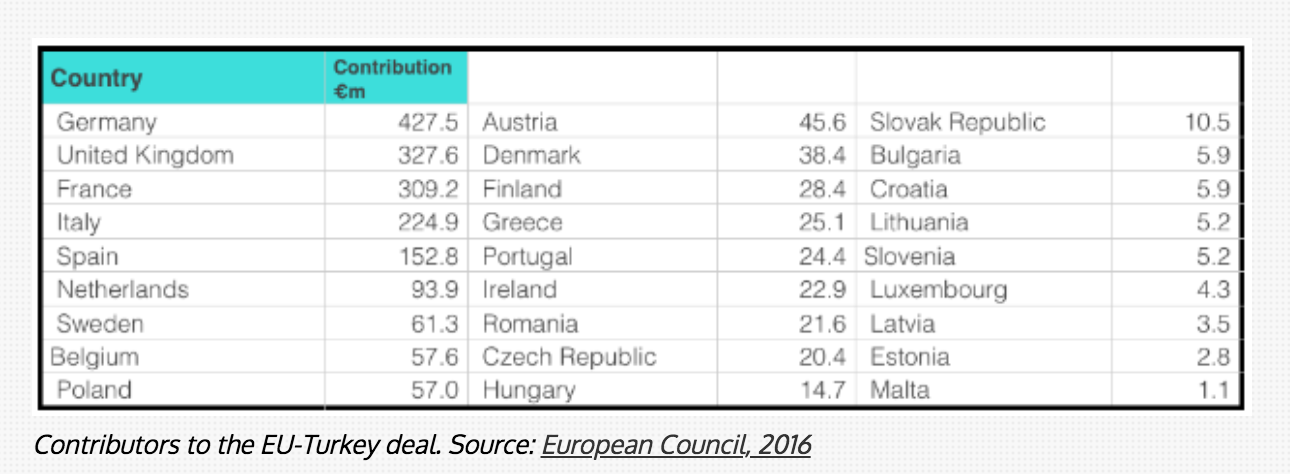 Country Contribution €m
Germany 427.5 Austria 45.6 Slovak Republic 10.5
United Kingdom 327.6 Denmark 38.4 Bulgaria 5.9
France 309.2 Finland 28.4 Croatia 5.9
Italy 224.9 Greece 25.1 Lithuania 5.2
Spain 152.8 Portugal 24.4 Slovenia 5.2
Netherlands 93.9 Ireland 22.9 Luxembourg 4.3
Sweden 61.3 Romania 21.6 Latvia 3.5
Belgium 57.6 Czech Republic 20.4 Estonia 2.8
Poland 57.0 Hungary 14.7 Malta 1.1
Contributors to the EU-Turkey deal. Source: European Council, 2016